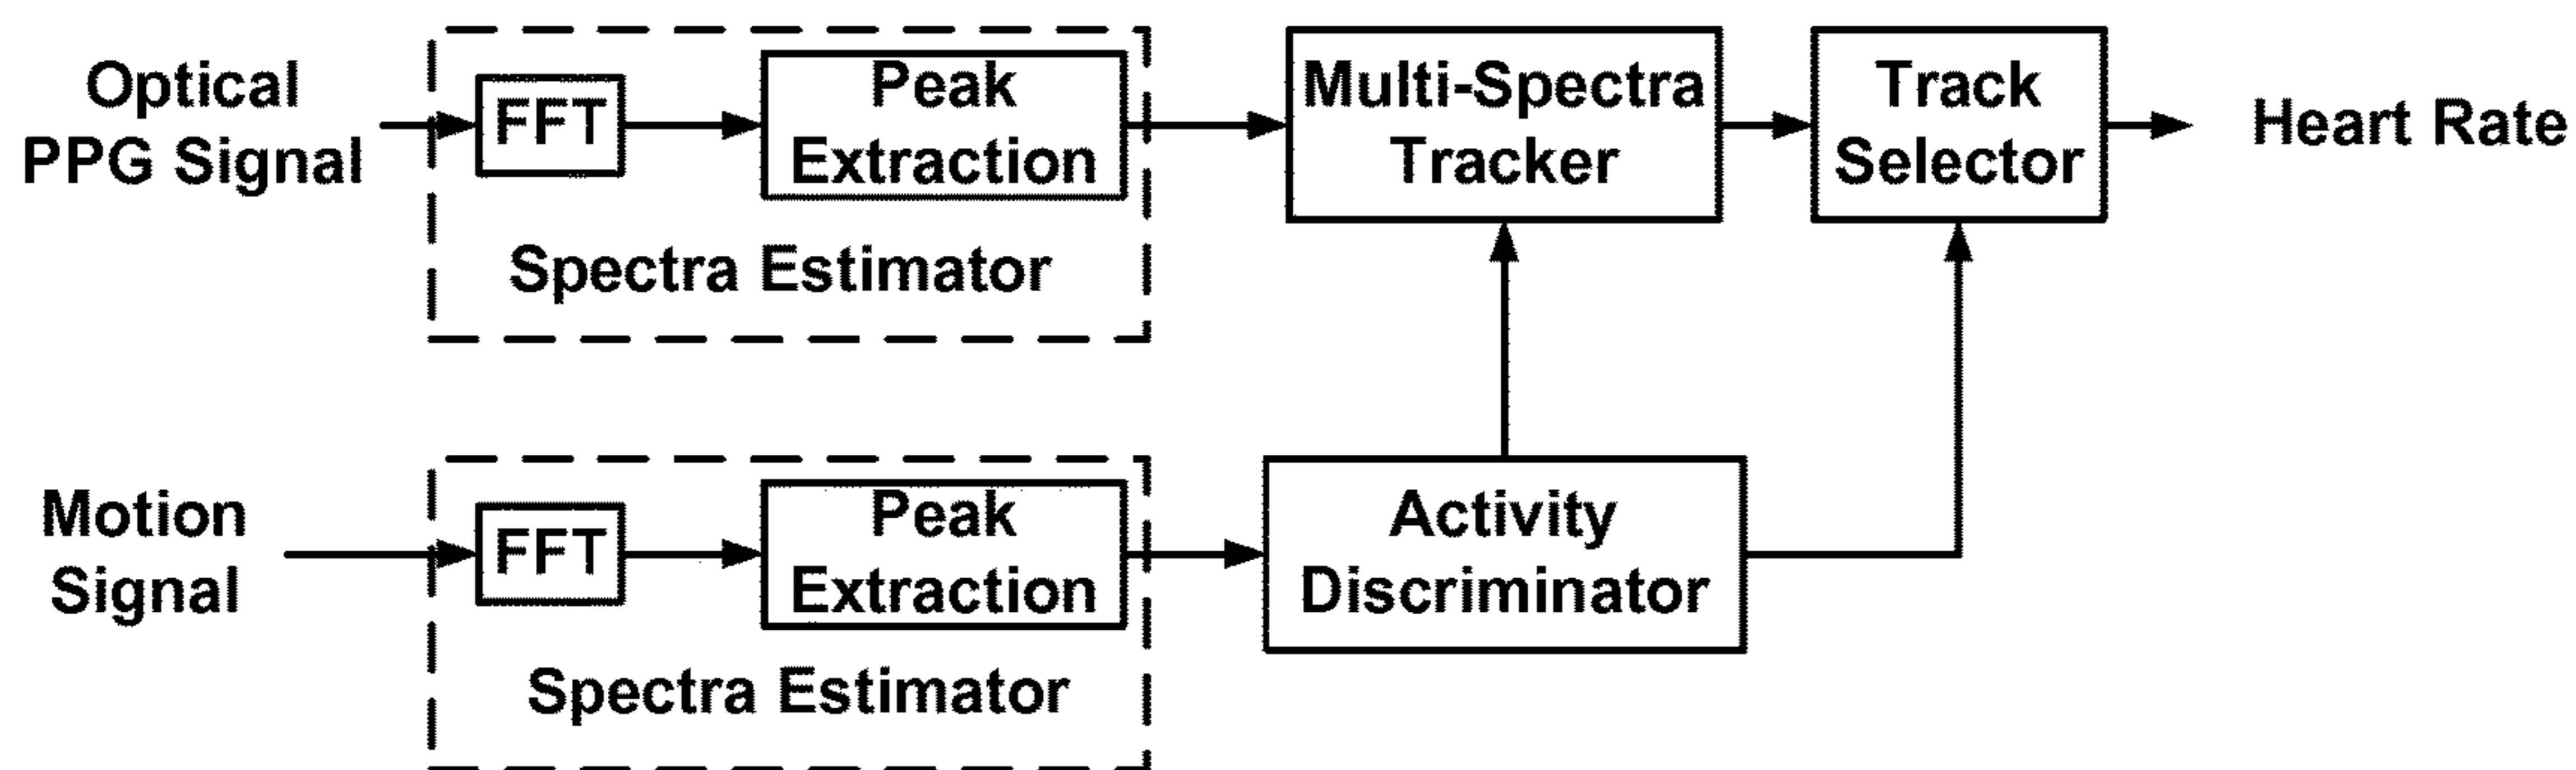 Optical
PPG Signal
FFT
Peak
Extraction
Spectra Estimator
Multi-Spectra
Tracker
Track
Selector
Heart Rate
Motion
Signal
FFT
Peak
Extraction
Spectra Estimator
Activity
Discriminator